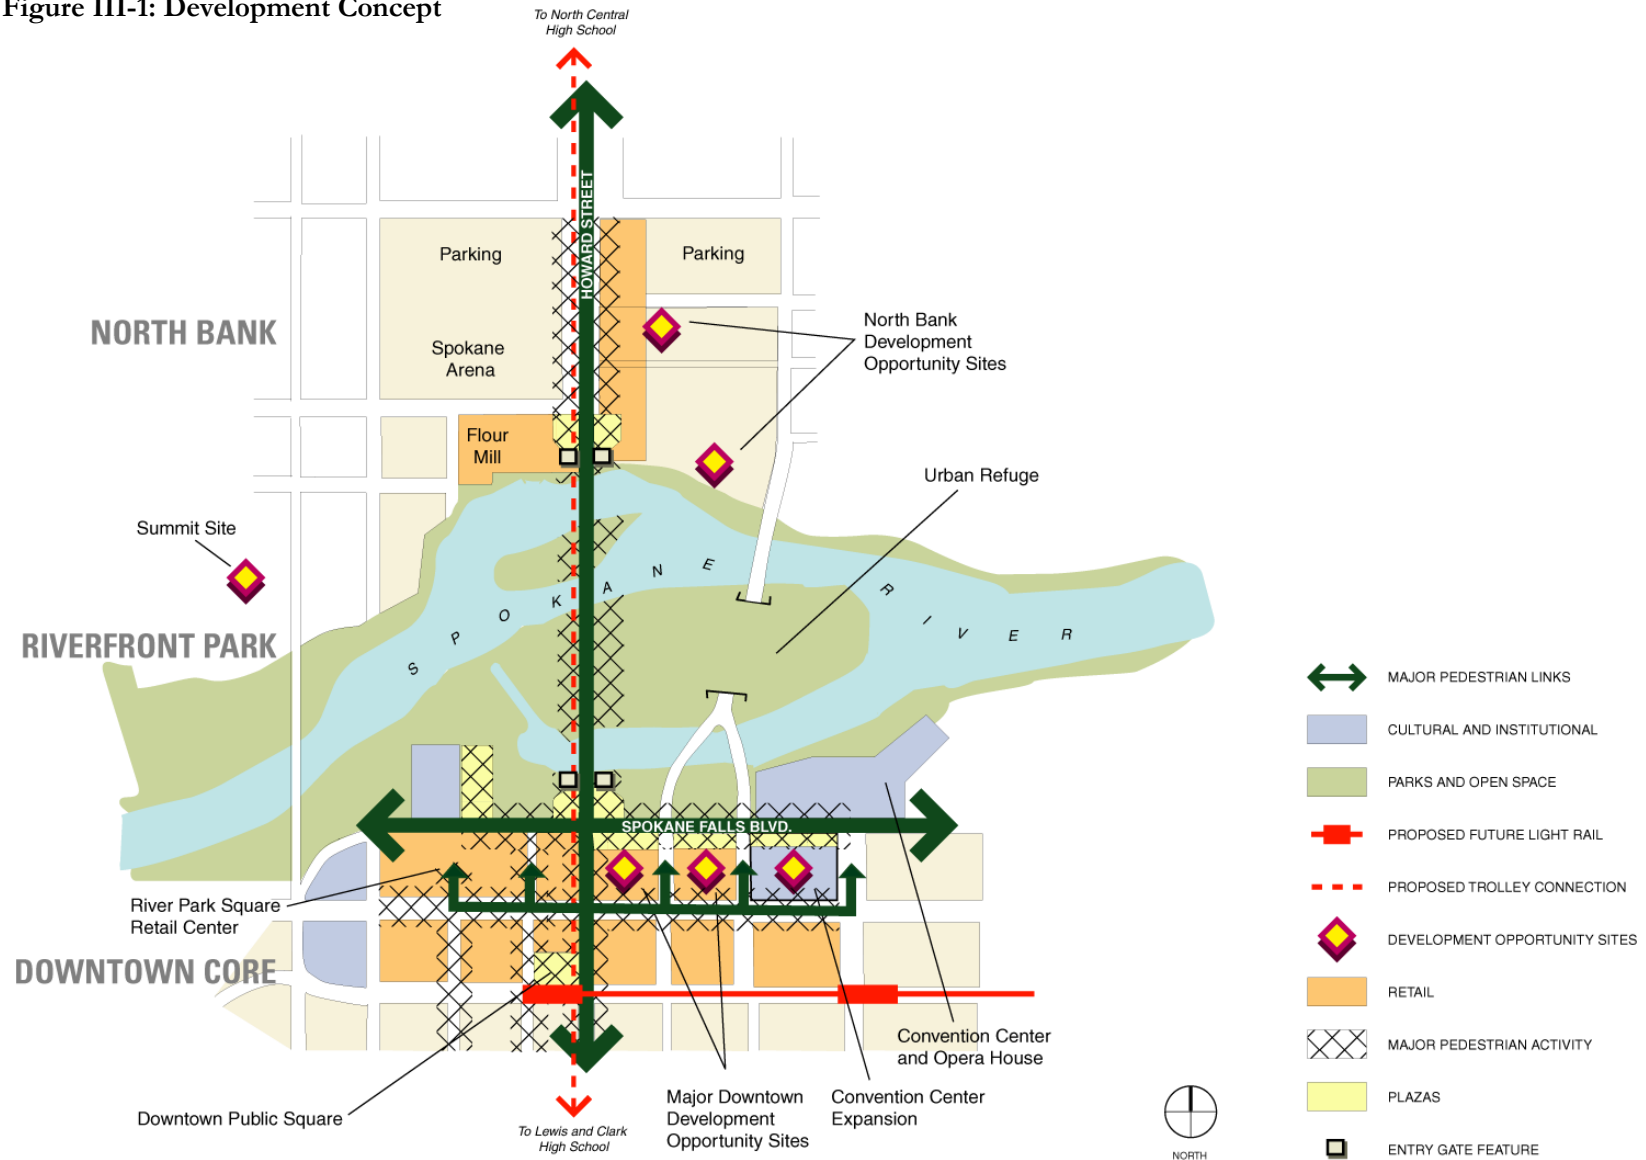 Figure III-1: Development Concept
To North Central
High School
HOWARD STREET
Parking
Parking
NORTH BANK
Spokane
Arena
North Bank
Development
Opportunity Sites
Flour
Mill
Urban Refuge
Summit Site
SPOKANE RIVER
RIVERFRONT PARK
SPOKANE FALLS BLVD.
River Park Square
Retail Center
DOWNTOWN CORE
Convention Center
and Opera House
Major Downtown
Development
Opportunity Sites
Convention Center
Expansion
Downtown Public Square
To Lewis and Clark
High School
NORTH
MAJOR PEDESTRIAN LINKS
CULTURAL AND INSTITUTIONAL
PARKS AND OPEN SPACE
PROPOSED FUTURE LIGHT RAIL
PROPOSED TROLLEY CONNECTION
DEVELOPMENT OPPORTUNITY SITES
RETAIL
MAJOR PEDESTRIAN ACTIVITY
PLAZAS
ENTRY GATE FEATURE